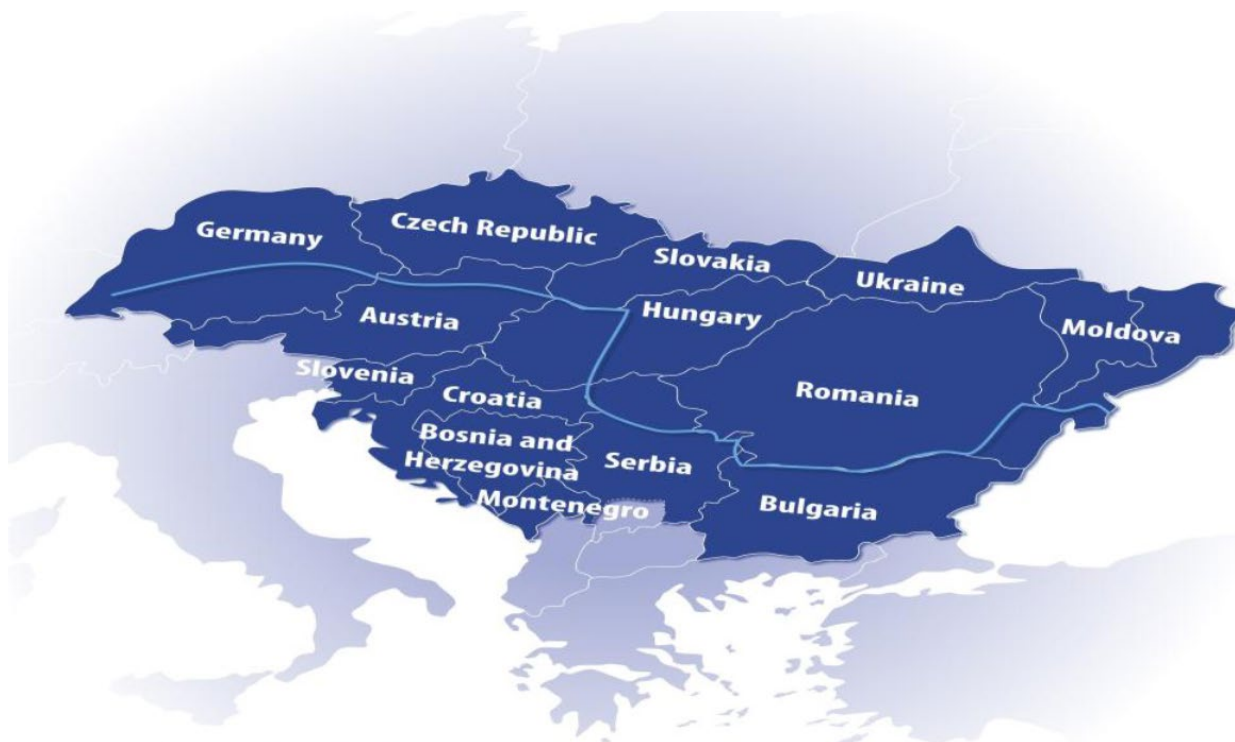 Germany
Czech Republic
Slovakia
Ukraine
Austria
Hungary
Moldova
Slovenia
Croatia
Romania
Bosnia and
Herzegovina
Serbia
Montenegro
Bulgaria